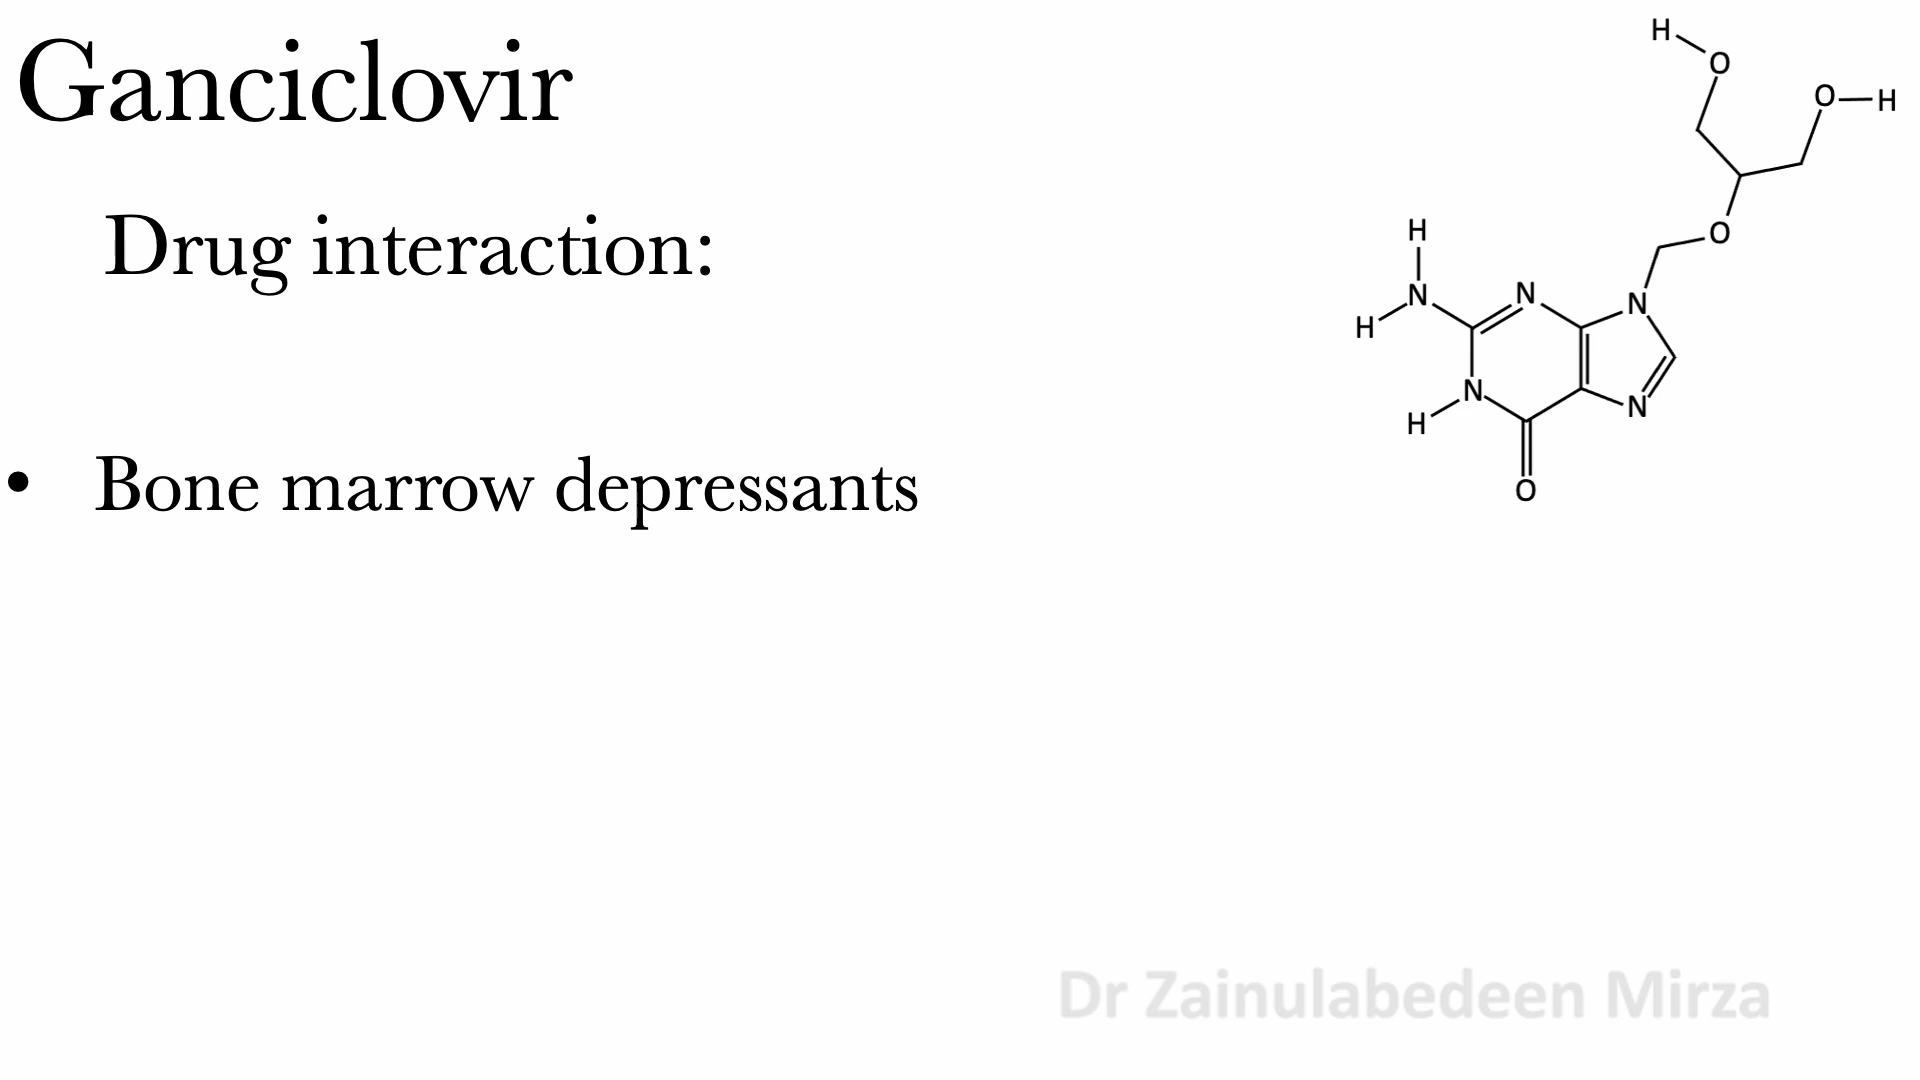 Ganciclovir
Drug interaction:
• Bone marrow depressants
H
O
O H
O
H
N
H
N
N
N
H
N
O
Dr Zainulabedeen Mirza